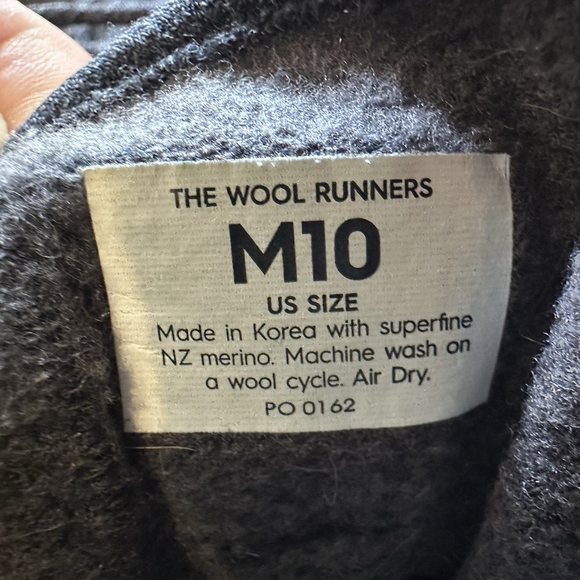 THE WOOL RUNNERS
M10
US SIZE
Made in Korea with superfine
NZ merino. Machine wash on
a wool cycle. Air Dry.
PO 0162